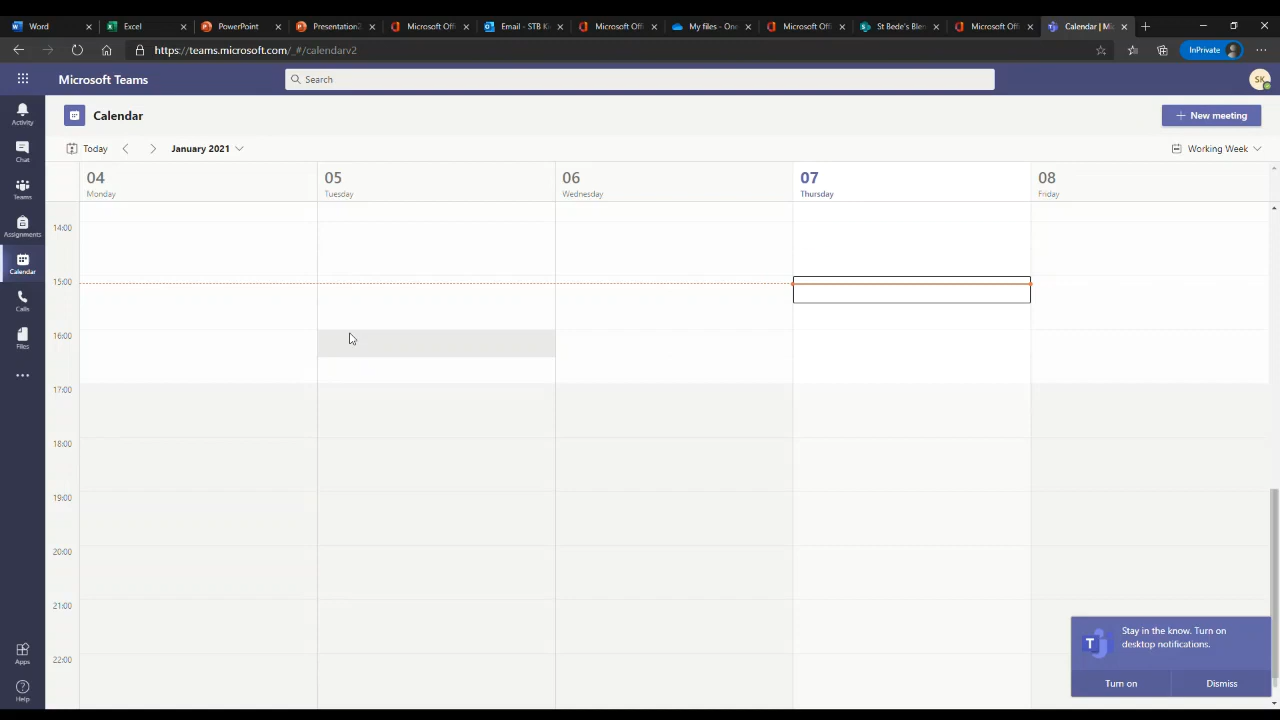 Word
Excel
PowerPoint
Presentation2
Microsoft Offi
Email - STB Ki
Microsoft Offi
My files - One
Microsoft Offi
St Bede's Blen
Microsoft Offi
Calendar | Mi
https://teams.microsoft.com/_#/calendarv2
InPrivate
Microsoft Teams
Search
SK
Activity
Chat
Teams
Assignments
Calendar
Calls
Files
Apps
Help
Calendar
New meeting
Today
January 2021
Working Week
04
Monday
05
Tuesday
06
Wednesday
07
Thursday
08
Friday
14:00
15:00
16:00
17:00
18:00
19:00
20:00
21:00
22:00
Stay in the know. Turn on
desktop notifications.
Turn on
Dismiss